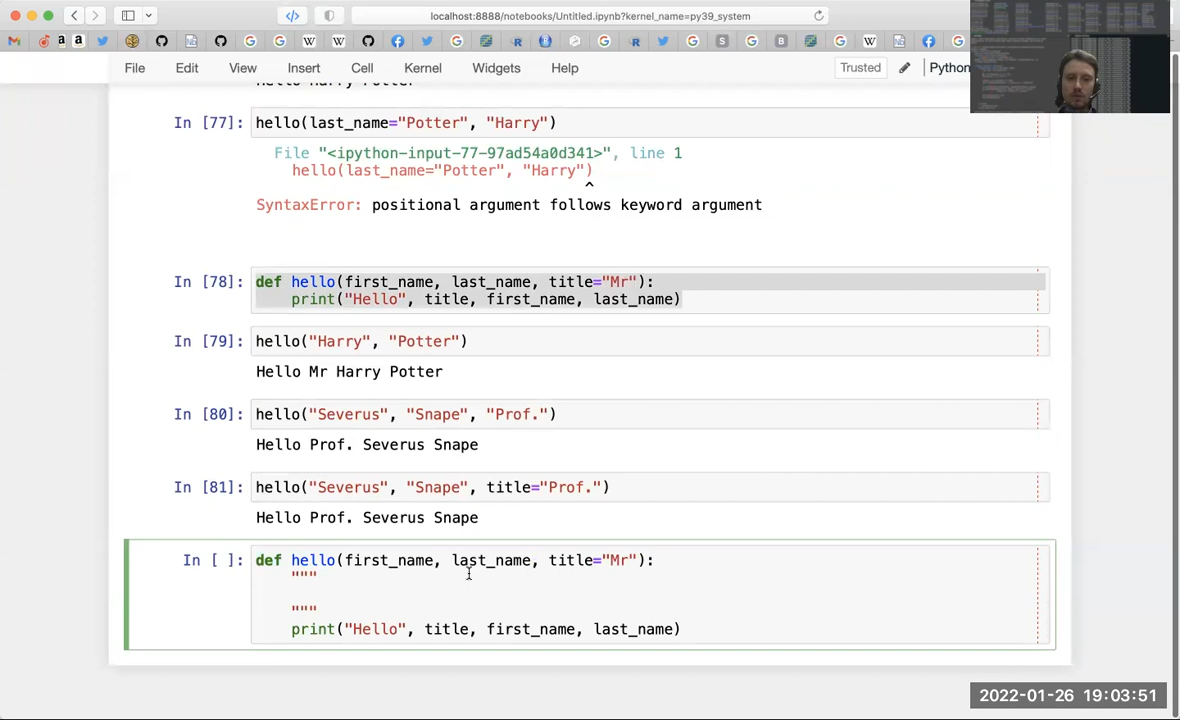 localhost:8888/notebooks/Untitled.ipynb?kernel_name=py39_system
File Edit View Insert Cell Kernel Widgets Help Trusted Python
Hello Harry Potter
In [77]: hello(last_name="Potter", "Harry")
File "<ipython-input-77-97ad54a0d341>", line 1
hello(last_name="Potter", "Harry")
^
SyntaxError: positional argument follows keyword argument
In [78]: def hello(first_name, last_name, title="Mr"):
print("Hello", title, first_name, last_name)
In [79]: hello("Harry", "Potter")
Hello Mr Harry Potter
In [80]: hello("Severus", "Snape", "Prof.")
Hello Prof. Severus Snape
In [81]: hello("Severus", "Snape", title="Prof.")
Hello Prof. Severus Snape
In [ ]: def hello(first_name, last_name, title="Mr"):
"""
"""
print("Hello", title, first_name, last_name)
2022-01-26 19:03:51